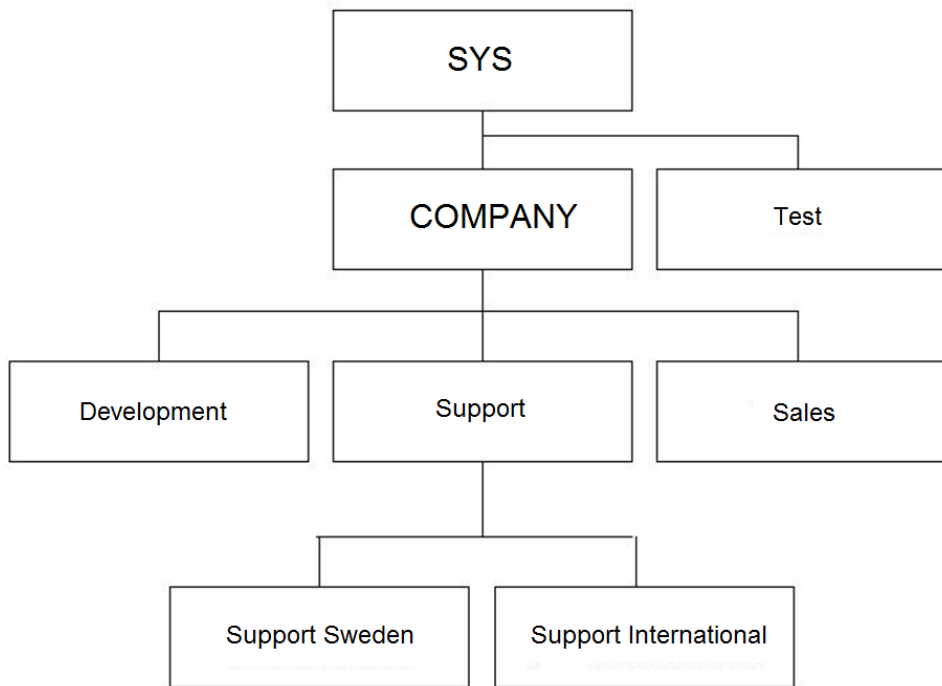 SYS
COMPANY
Test
Development
Support
Sales
Support Sweden
Support International